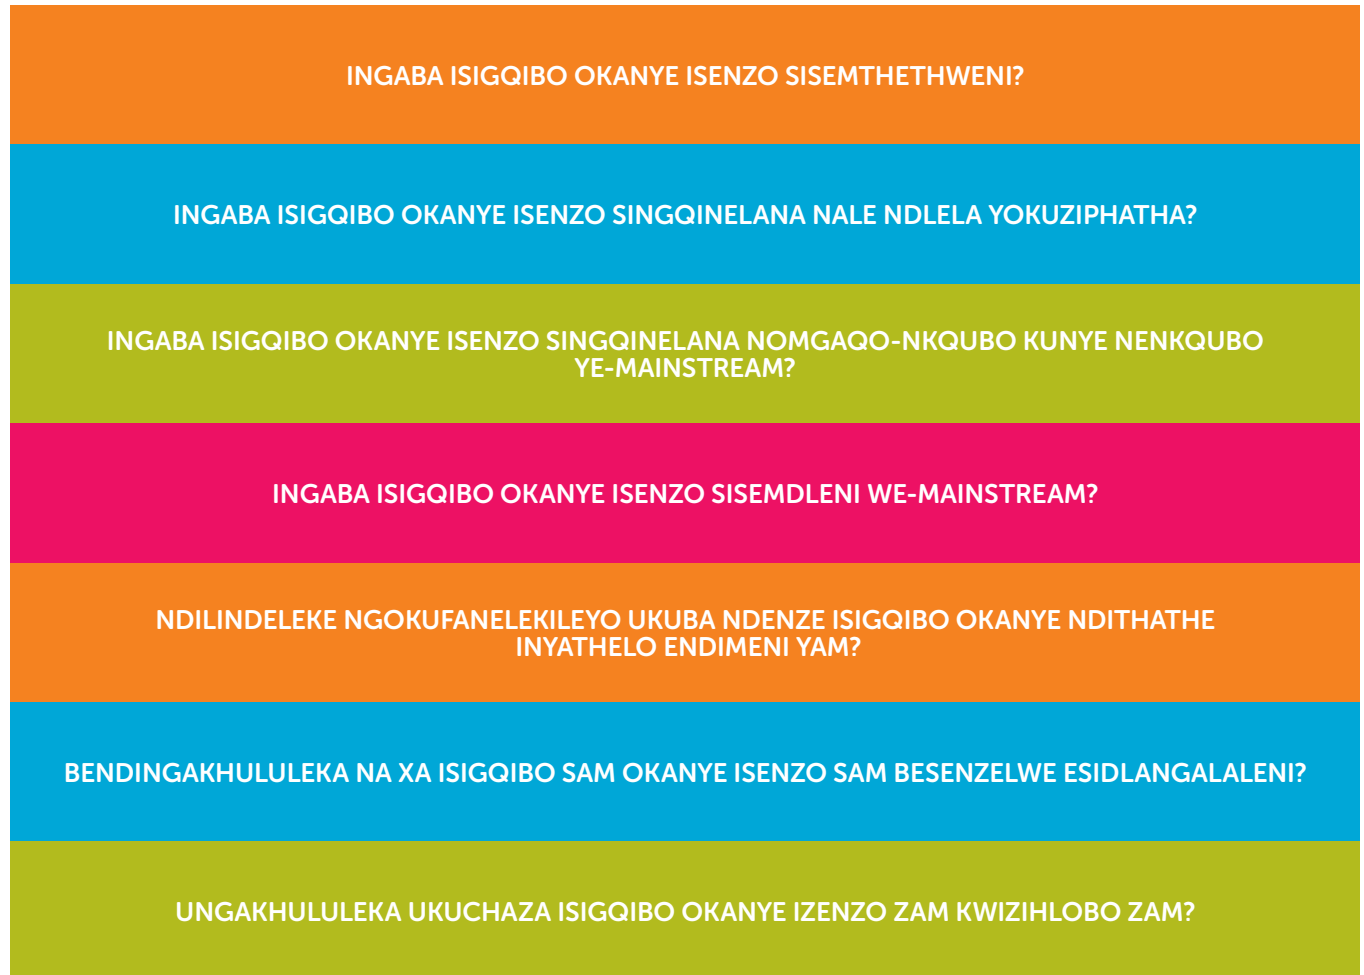 INGABA ISIGQIBO OKANYE ISENZO SISEMTHETHWENI?
INGABA ISIGQIBO OKANYE ISENZO SINGQINELANA NALE NDLELA YOKUZIPHATHA?
INGABA ISIGQIBO OKANYE ISENZO SINGQINELANA NOMGAQO-NKQUBO KUNYE NENKQUBO
YE-MAINSTREAM?
INGABA ISIGQIBO OKANYE ISENZO SISEMDLENI WE-MAINSTREAM?
NDILINDELEKE NGOKUFANELEKILEYO UKUBA NDENZE ISIGQIBO OKANYE NDITHATHE
INYATHELO ENDIMENI YAM?
BENDINGAKHULULEKA NA XA ISIGQIBO SAM OKANYE ISENZO SAM BESENZELWE ESIDLANGALALENI?
UNGAKHULULEKA UKUCHAZA ISIGQIBO OKANYE IZENZO ZAM KWIZIHLOBO ZAM?